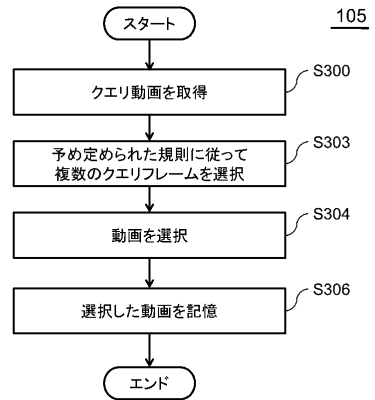 105
スタート
クエリ動画を取得
S300
予め定められた規則に従って
複数のクエリフレームを選択
S303
動画を選択
S304
選択した動画を記憶
S306
エンド